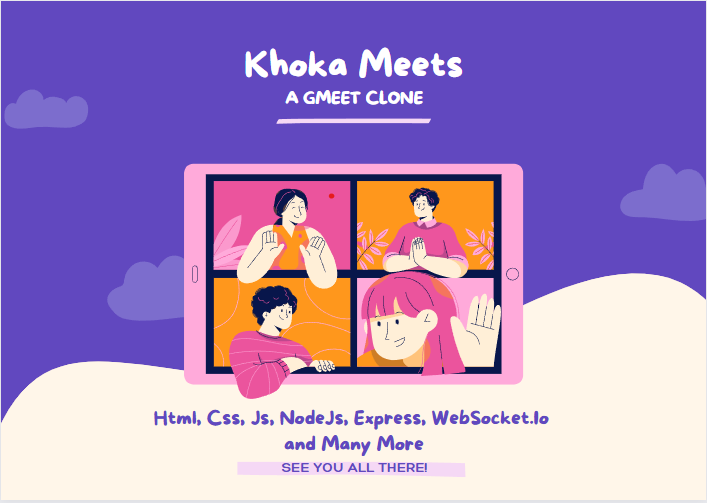 Khoka Meets
A GMEET CLONE
Html, Css, Js, NodeJs, Express, WebSocket.Io
and Many More
SEE YOU ALL THERE!